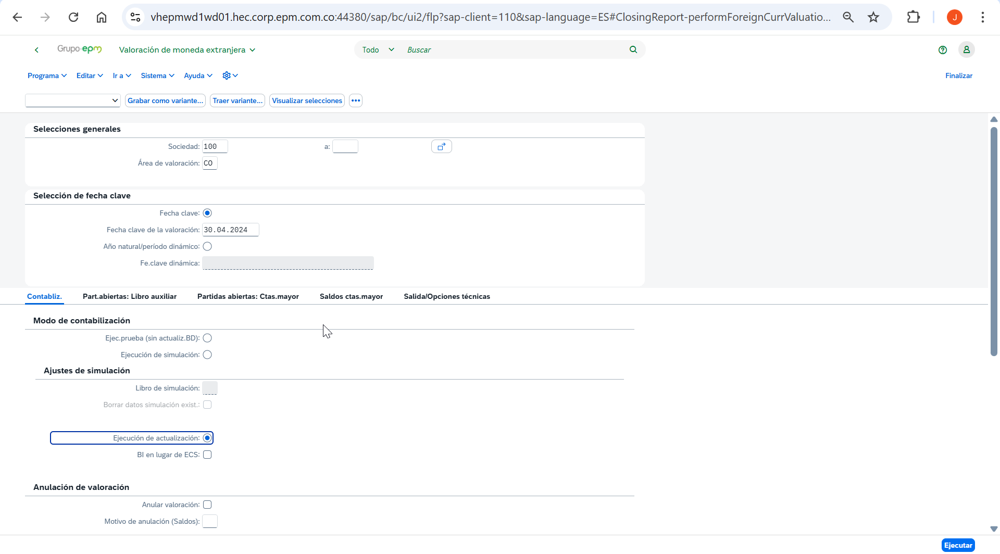 vhepmwd1wd01.hec.corp.epm.com.co:44380/sap/bc/ui2/flp?sap-client=110&sap-language=ES#ClosingReport-performForeignCurrValuatio...
J
Grupo·epm Valoración de moneda extranjera
Todo Buscar
Programa Editar Ir a Sistema Ayuda
Finalizar
Grabar como variante... Traer variante... Visualizar selecciones
Selecciones generales
Sociedad: 100 a:
Área de valoración: CO
Selección de fecha clave
Fecha clave:
Fecha clave de la valoración: 30.04.2024
Año natural/período dinámico:
Fe.clave dinámica:
Contabliz. Part.abiertas: Libro auxiliar Partidas abiertas: Ctas.mayor Saldos ctas.mayor Salida/Opciones técnicas
Modo de contabilización
Ejec.prueba (sin actualiz.BD):
Ejecución de simulación:
Ajustes de simulación
Libro de simulación:
Borrar datos simulación exist.:
Ejecución de actualización:
BI en lugar de ECS:
Anulación de valoración
Anular valoración:
Motivo de anulación (Saldos):
Ejecutar